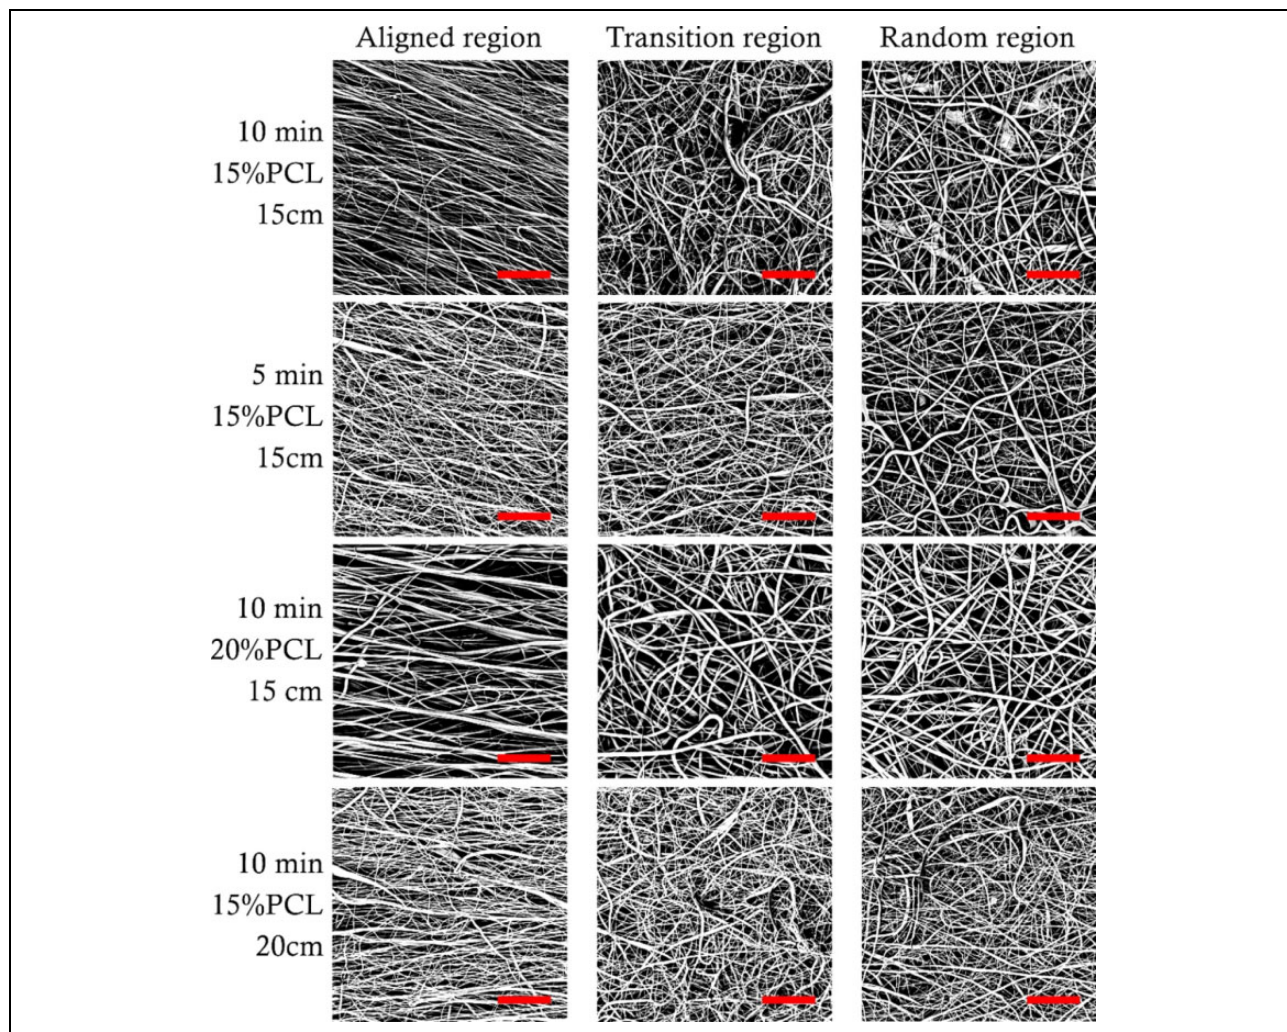 Aligned region Transition region Random region
10 min
15%PCL
15cm
5 min
15%PCL
15cm
10 min
20%PCL
15 cm
10 min
15%PCL
20cm